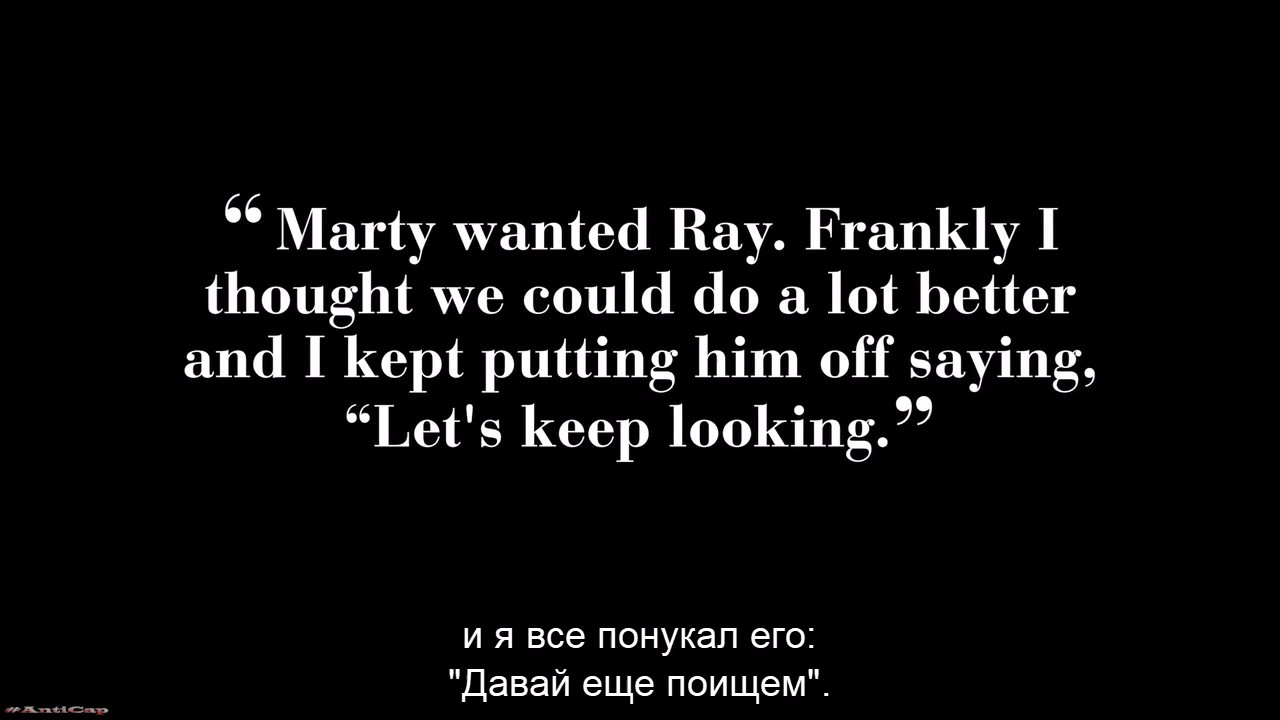 “ Marty wanted Ray. Frankly I
thought we could do a lot better
and I kept putting him off saying,
“Let's keep looking.”
и я все понукал его:
"Давай еще поищем".
#AntiCap